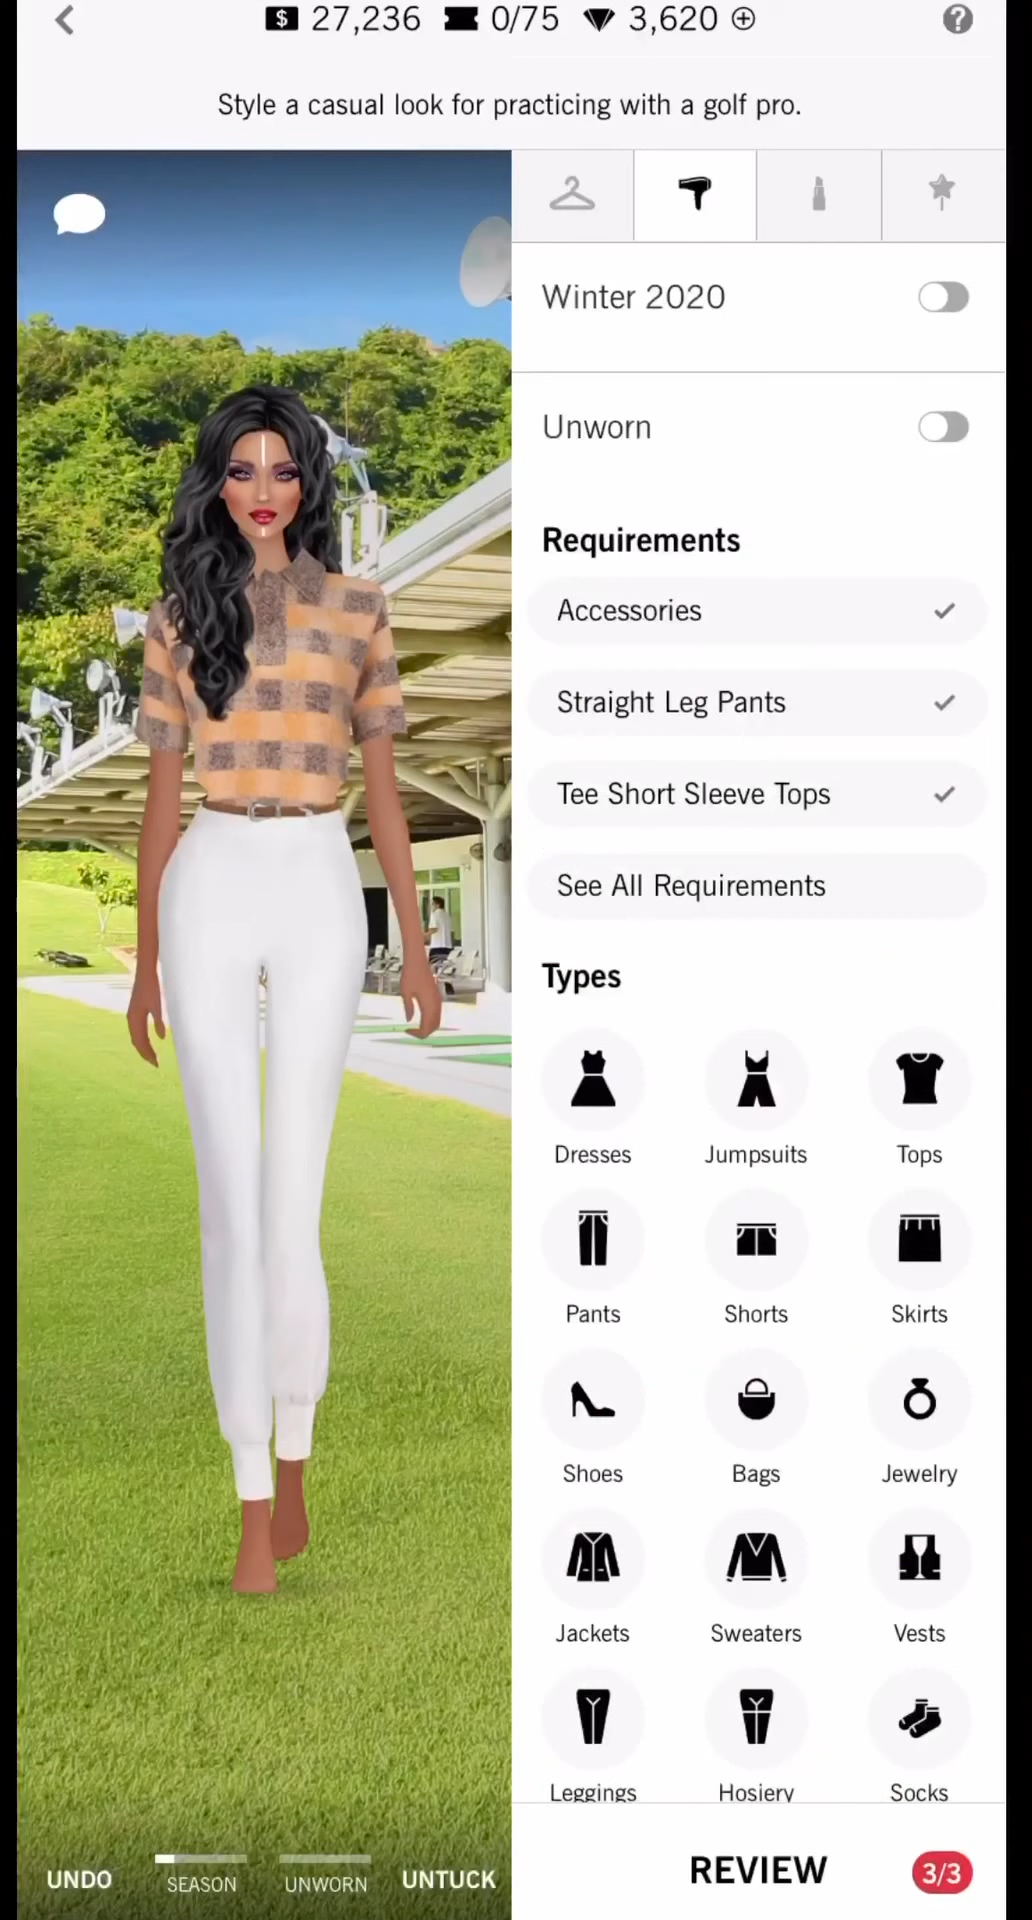 $ 27,236 0/75 3,620
?
Style a casual look for practicing with a golf pro.
Winter 2020
Unworn
Requirements
Accessories
Straight Leg Pants
Tee Short Sleeve Tops
See All Requirements
Types
Dresses Jumpsuits Tops
Pants Shorts Skirts
Shoes Bags Jewelry
Jackets Sweaters Vests
Leggings Hosiery Socks
UNDO SEASON UNWORN UNTUCK
REVIEW 3/3